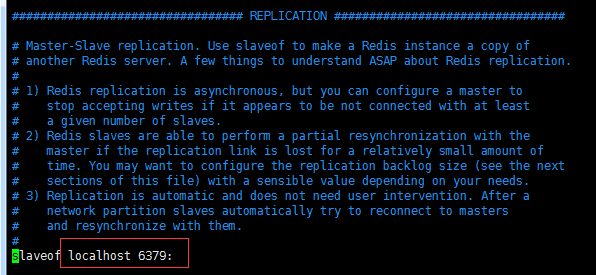 ################################# REPLICATION #################################
# Master-Slave replication. Use slaveof to make a Redis instance a copy of
# another Redis server. A few things to understand ASAP about Redis replication.
#
# 1) Redis replication is asynchronous, but you can configure a master to
#    stop accepting writes if it appears to be not connected with at least
#    a given number of slaves.
# 2) Redis slaves are able to perform a partial resynchronization with the
#    master if the replication link is lost for a relatively small amount of
#    time. You may want to configure the replication backlog size (see the next
#    sections of this file) with a sensible value depending on your needs.
# 3) Replication is automatic and does not need user intervention. After a
#    network partition slaves automatically try to reconnect to masters
#    and resynchronize with them.
#
slaveof localhost 6379: